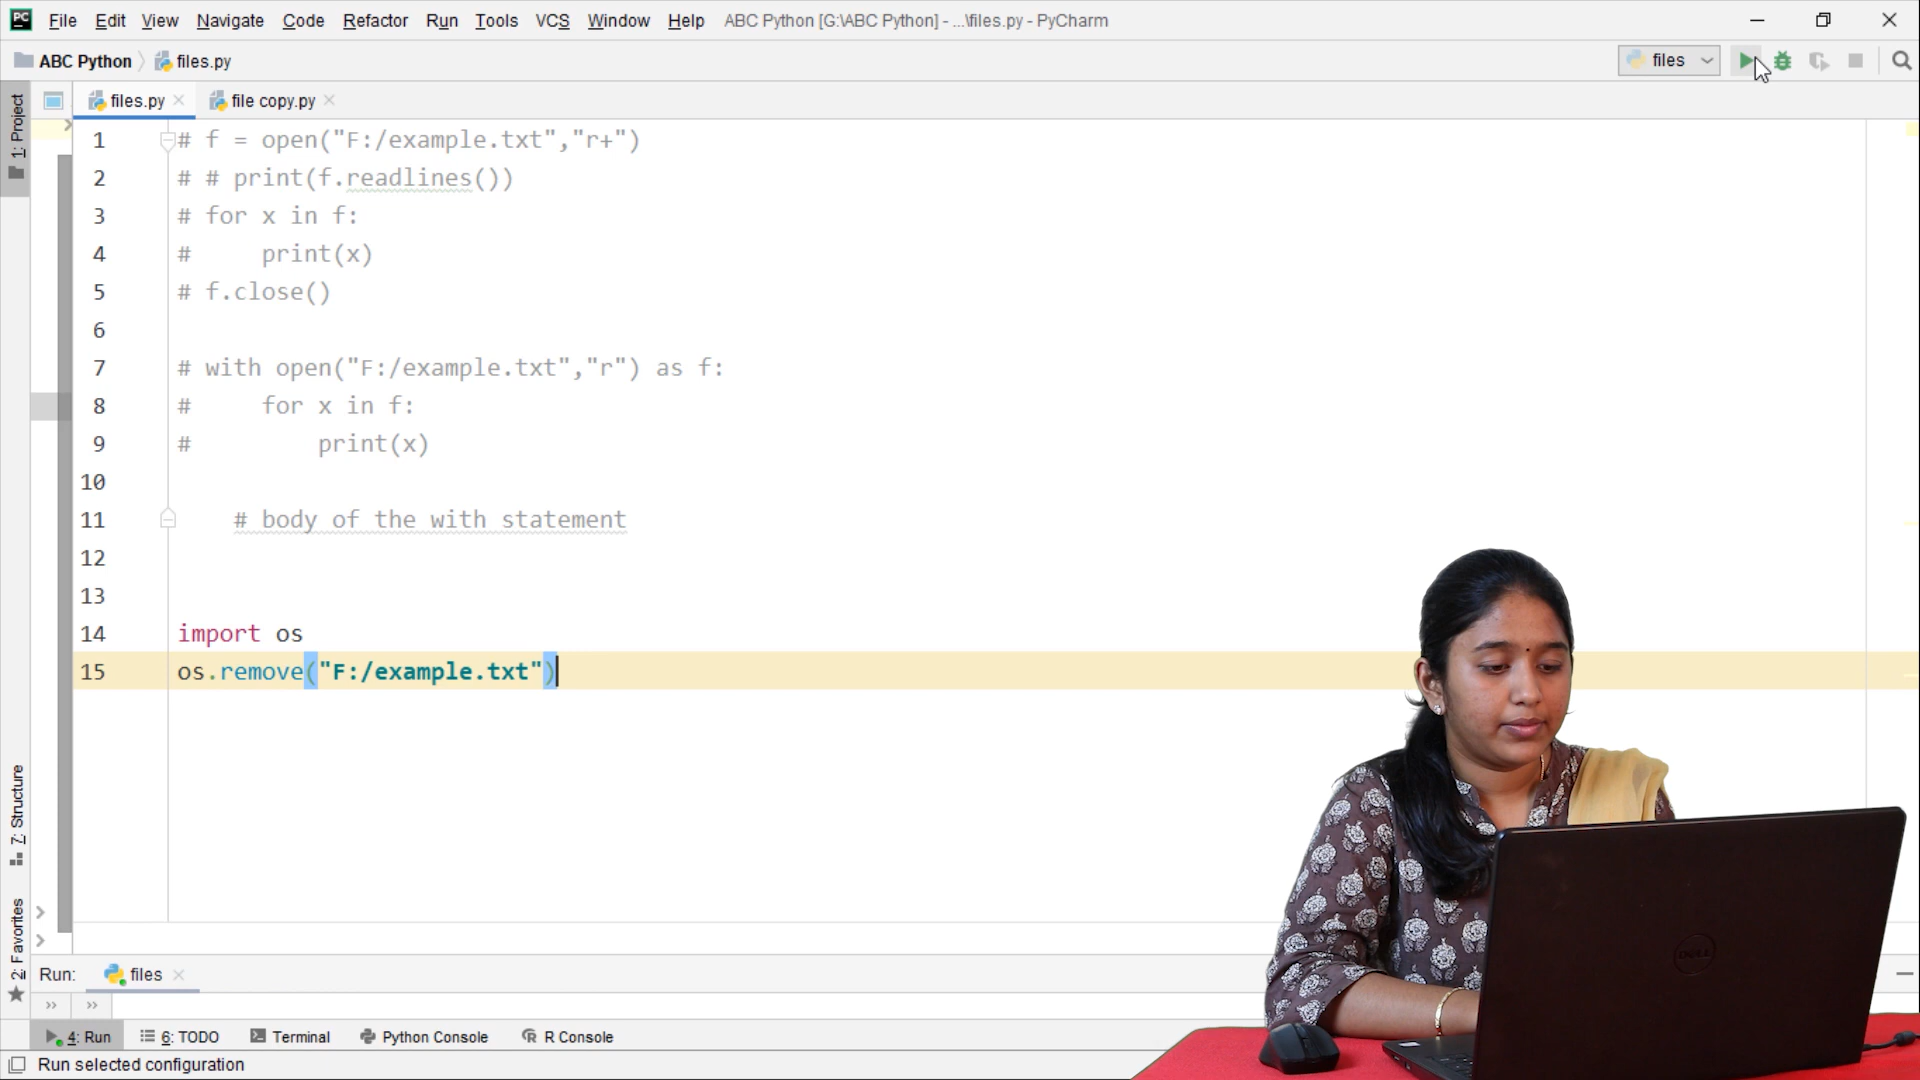 PC File Edit View Navigate Code Refactor Run Tools VCS Window Help ABC Python [G:\ABC Python] - ...\files.py - PyCharm
ABC Python files.py files
1: Project files.py file copy.py
1 # f = open("F:/example.txt","r+")
2 # # print(f.readlines())
3 # for x in f:
4 #     print(x)
5 # f.close()
6
7 # with open("F:/example.txt","r") as f:
8 #     for x in f:
9 #         print(x)
10
11     # body of the with statement
12
13
14 import os
15 os.remove("F:/example.txt")
7: Structure
2: Favorites
Run: files
4: Run 6: TODO Terminal Python Console R Console
Run selected configuration
DELL